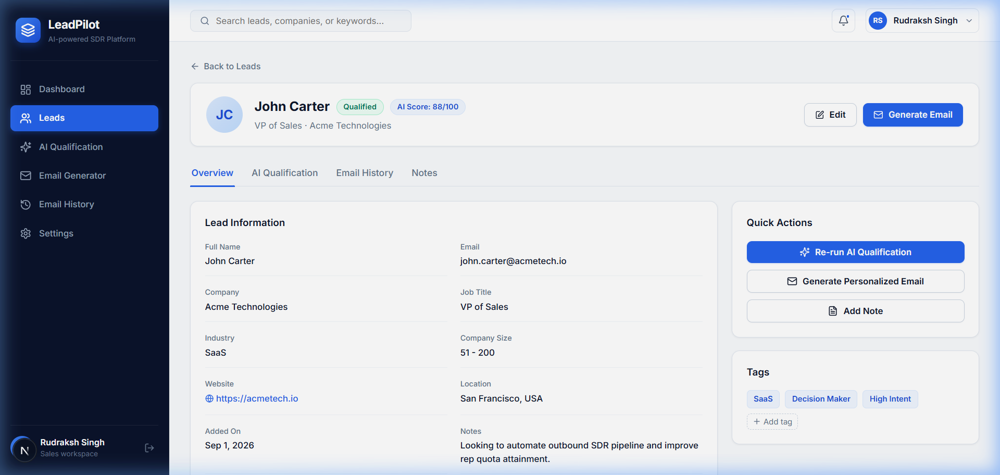 LeadPilot
AI-powered SDR Platform
Dashboard
Leads
AI Qualification
Email Generator
Email History
Settings
N
Rudraksh Singh
Sales workspace
Search leads, companies, or keywords...
RS
Rudraksh Singh
Back to Leads
JC
John Carter
Qualified
AI Score: 88/100
VP of Sales · Acme Technologies
Edit
Generate Email
Overview
AI Qualification
Email History
Notes
Lead Information
Full Name
John Carter
Email
john.carter@acmetech.io
Company
Acme Technologies
Job Title
VP of Sales
Industry
SaaS
Company Size
51 - 200
Website
https://acmetech.io
Location
San Francisco, USA
Added On
Sep 1, 2026
Notes
Looking to automate outbound SDR pipeline and improve
rep quota attainment.
Quick Actions
Re-run AI Qualification
Generate Personalized Email
Add Note
Tags
SaaS
Decision Maker
High Intent
+ Add tag